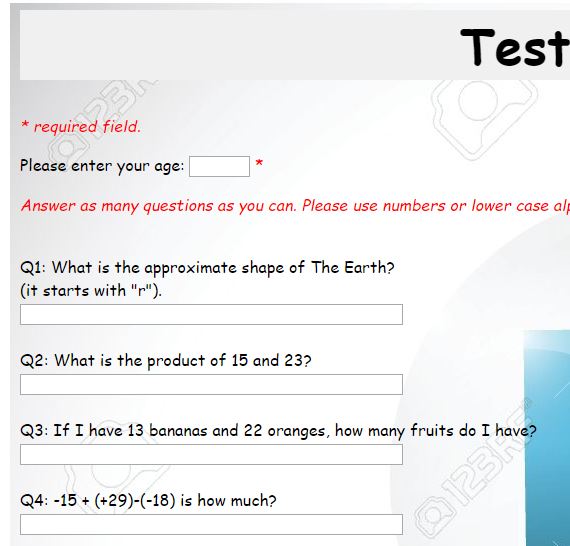 Test
* required field.
Please enter your age: *
Answer as many questions as you can. Please use numbers or lower case alp
Q1: What is the approximate shape of The Earth?
(it starts with "r").
Q2: What is the product of 15 and 23?
Q3: If I have 13 bananas and 22 oranges, how many fruits do I have?
Q4: -15 + (+29)-(-18) is how much?
123RF
123RF